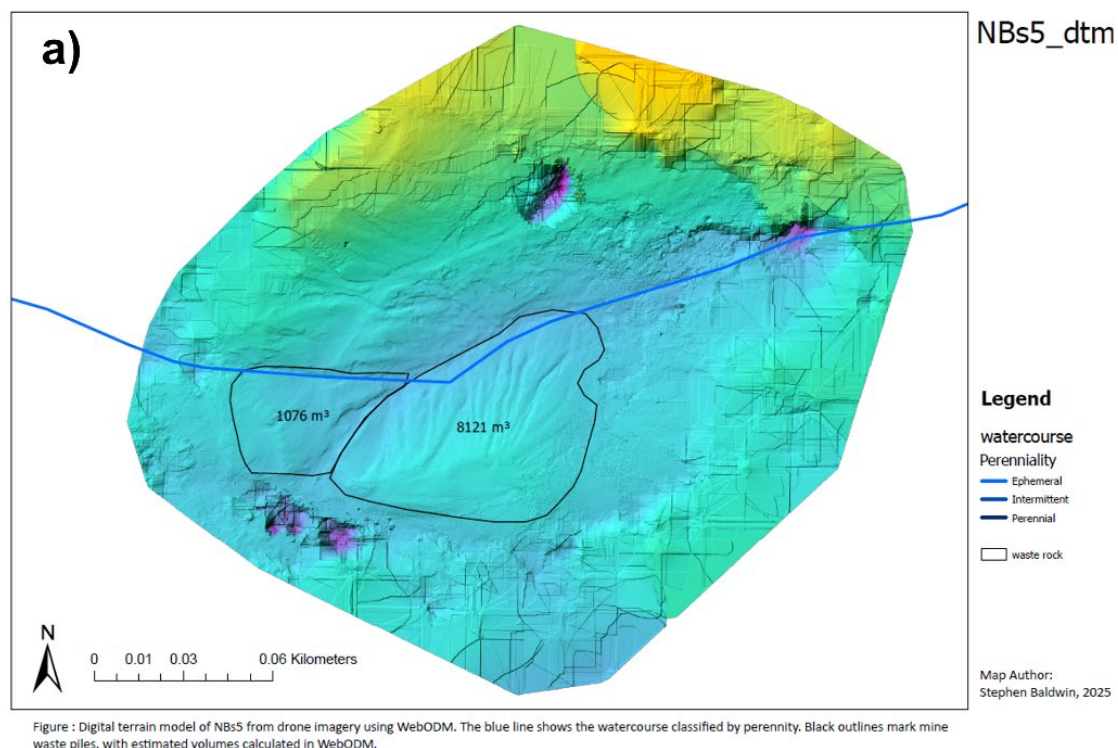 a)
NBs5_dtm
1076 m³
8121 m³
Legend
watercourse
Perenniality
Ephemeral
Intermittent
Perennial
waste rock
N
0 0.01 0.03 0.06 Kilometers
Map Author:
Stephen Baldwin, 2025
Figure : Digital terrain model of NBs5 from drone imagery using WebODM. The blue line shows the watercourse classified by perennity. Black outlines mark mine
waste piles, with estimated volumes calculated in WebODM.